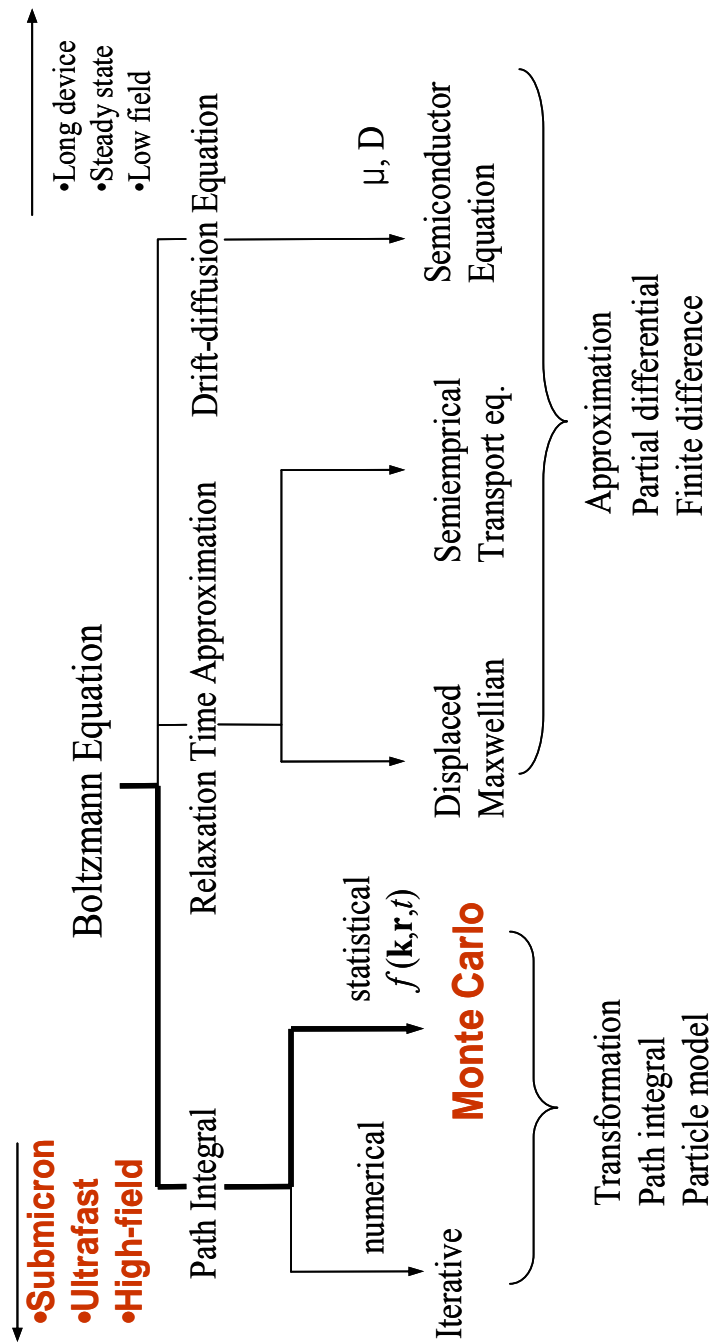 •Submicron
•Ultrafast
•High-field
•Long device
•Steady state
•Low field
Boltzmann Equation
Path Integral
Relaxation Time Approximation
Drift-diffusion Equation
numerical
statistical
f (k,r,t)
μ, D
Iterative
Monte Carlo
Displaced
Maxwellian
Semiemprical
Transport eq.
Semiconductor
Equation
Transformation
Path integral
Particle model
Approximation
Partial differential
Finite difference